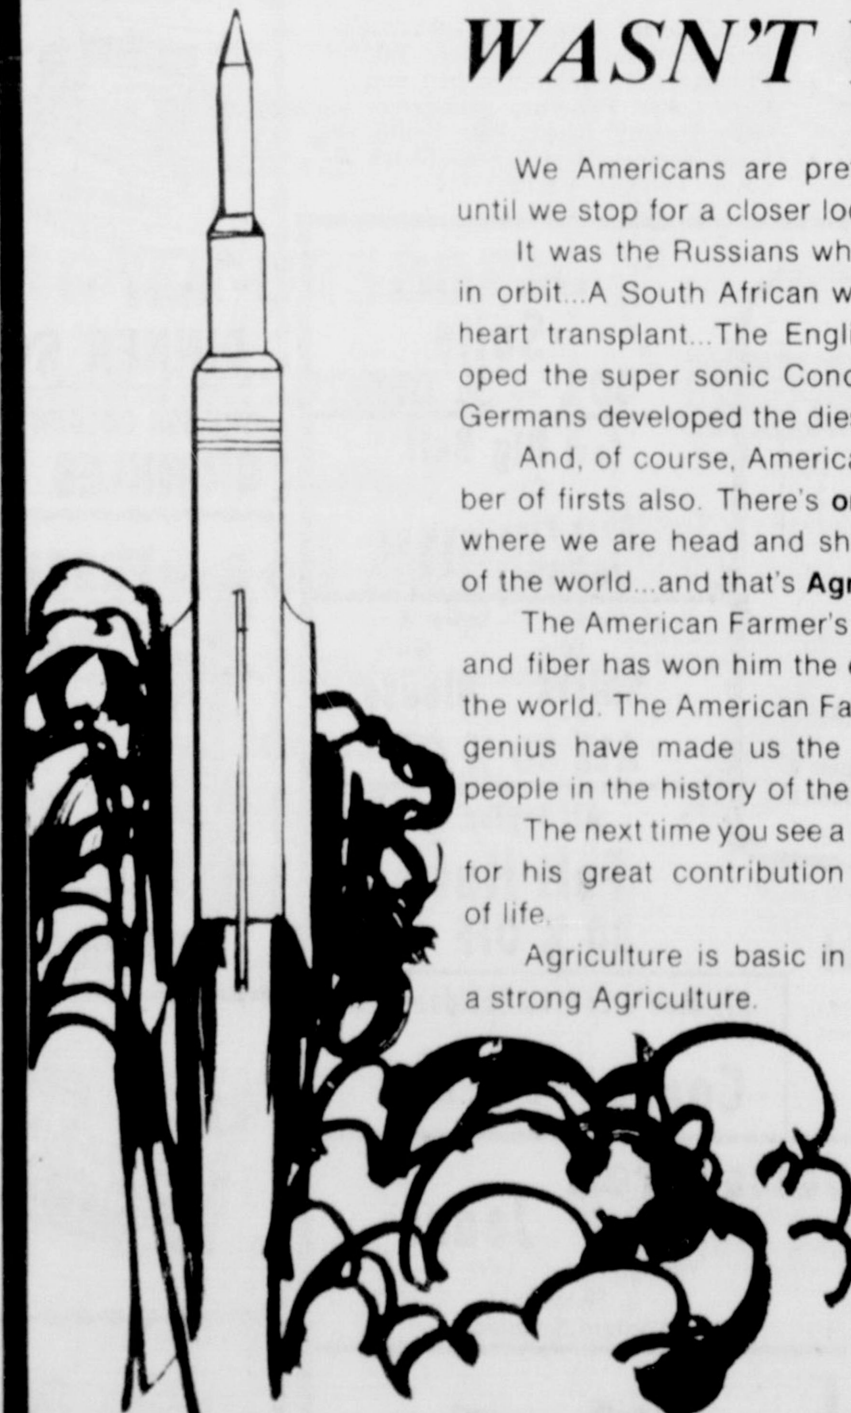 WASN'T
We Americans are pre
until we stop for a closer loo
It was the Russians wh
in orbit...A South African w
heart transplant...The Engli
oped the super sonic Conc
Germans developed the die
And, of course, America
ber of firsts also. There's o
where we are head and sh
of the world...and that's Agr
The American Farmer's
and fiber has won him the
the world. The American Fa
genius have made us the
people in the history of the
The next time you see a
for his great contribution
of life.
Agriculture is basic in
a strong Agriculture.